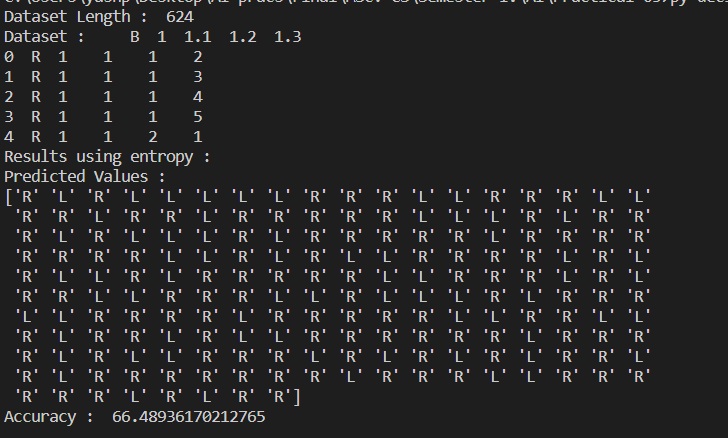 Dataset Length :  624
Dataset :     B  1  1.1  1.2  1.3
0  R  1    1    1    2
1  R  1    1    1    3
2  R  1    1    1    4
3  R  1    1    1    5
4  R  1    1    2    1
Results using entropy :
Predicted Values :
['R' 'L' 'R' 'L' 'L' 'L' 'L' 'L' 'R' 'R' 'R' 'L' 'L' 'R' 'R' 'R' 'L' 'L'
 'R' 'R' 'L' 'R' 'R' 'L' 'R' 'R' 'R' 'R' 'R' 'L' 'L' 'R' 'L' 'L' 'R' 'R'
 'R' 'L' 'R' 'L' 'L' 'L' 'R' 'L' 'R' 'R' 'R' 'R' 'R' 'L' 'R' 'R' 'R' 'R'
 'R' 'R' 'R' 'R' 'L' 'R' 'R' 'L' 'R' 'L' 'R' 'R' 'R' 'R' 'R' 'L' 'R' 'L'
 'R' 'L' 'L' 'R' 'L' 'R' 'R' 'R' 'R' 'L' 'L' 'L' 'R' 'R' 'R' 'L' 'R' 'L'
 'R' 'R' 'L' 'L' 'R' 'R' 'R' 'L' 'L' 'R' 'L' 'L' 'L' 'R' 'L' 'R' 'R' 'R'
 'L' 'L' 'R' 'R' 'R' 'R' 'L' 'R' 'R' 'R' 'R' 'R' 'L' 'L' 'R' 'R' 'L' 'L'
 'R' 'L' 'R' 'R' 'L' 'R' 'L' 'L' 'R' 'R' 'R' 'R' 'R' 'R' 'L' 'R' 'R' 'R'
 'R' 'L' 'R' 'L' 'L' 'R' 'R' 'R' 'L' 'R' 'L' 'R' 'L' 'R' 'L' 'R' 'R' 'L'
 'R' 'L' 'R' 'R' 'R' 'R' 'R' 'R' 'R' 'L' 'R' 'R' 'R' 'L' 'L' 'R' 'R' 'R'
 'R' 'R' 'R' 'L' 'R' 'L' 'R' 'R']
Accuracy :  66.48936170212765